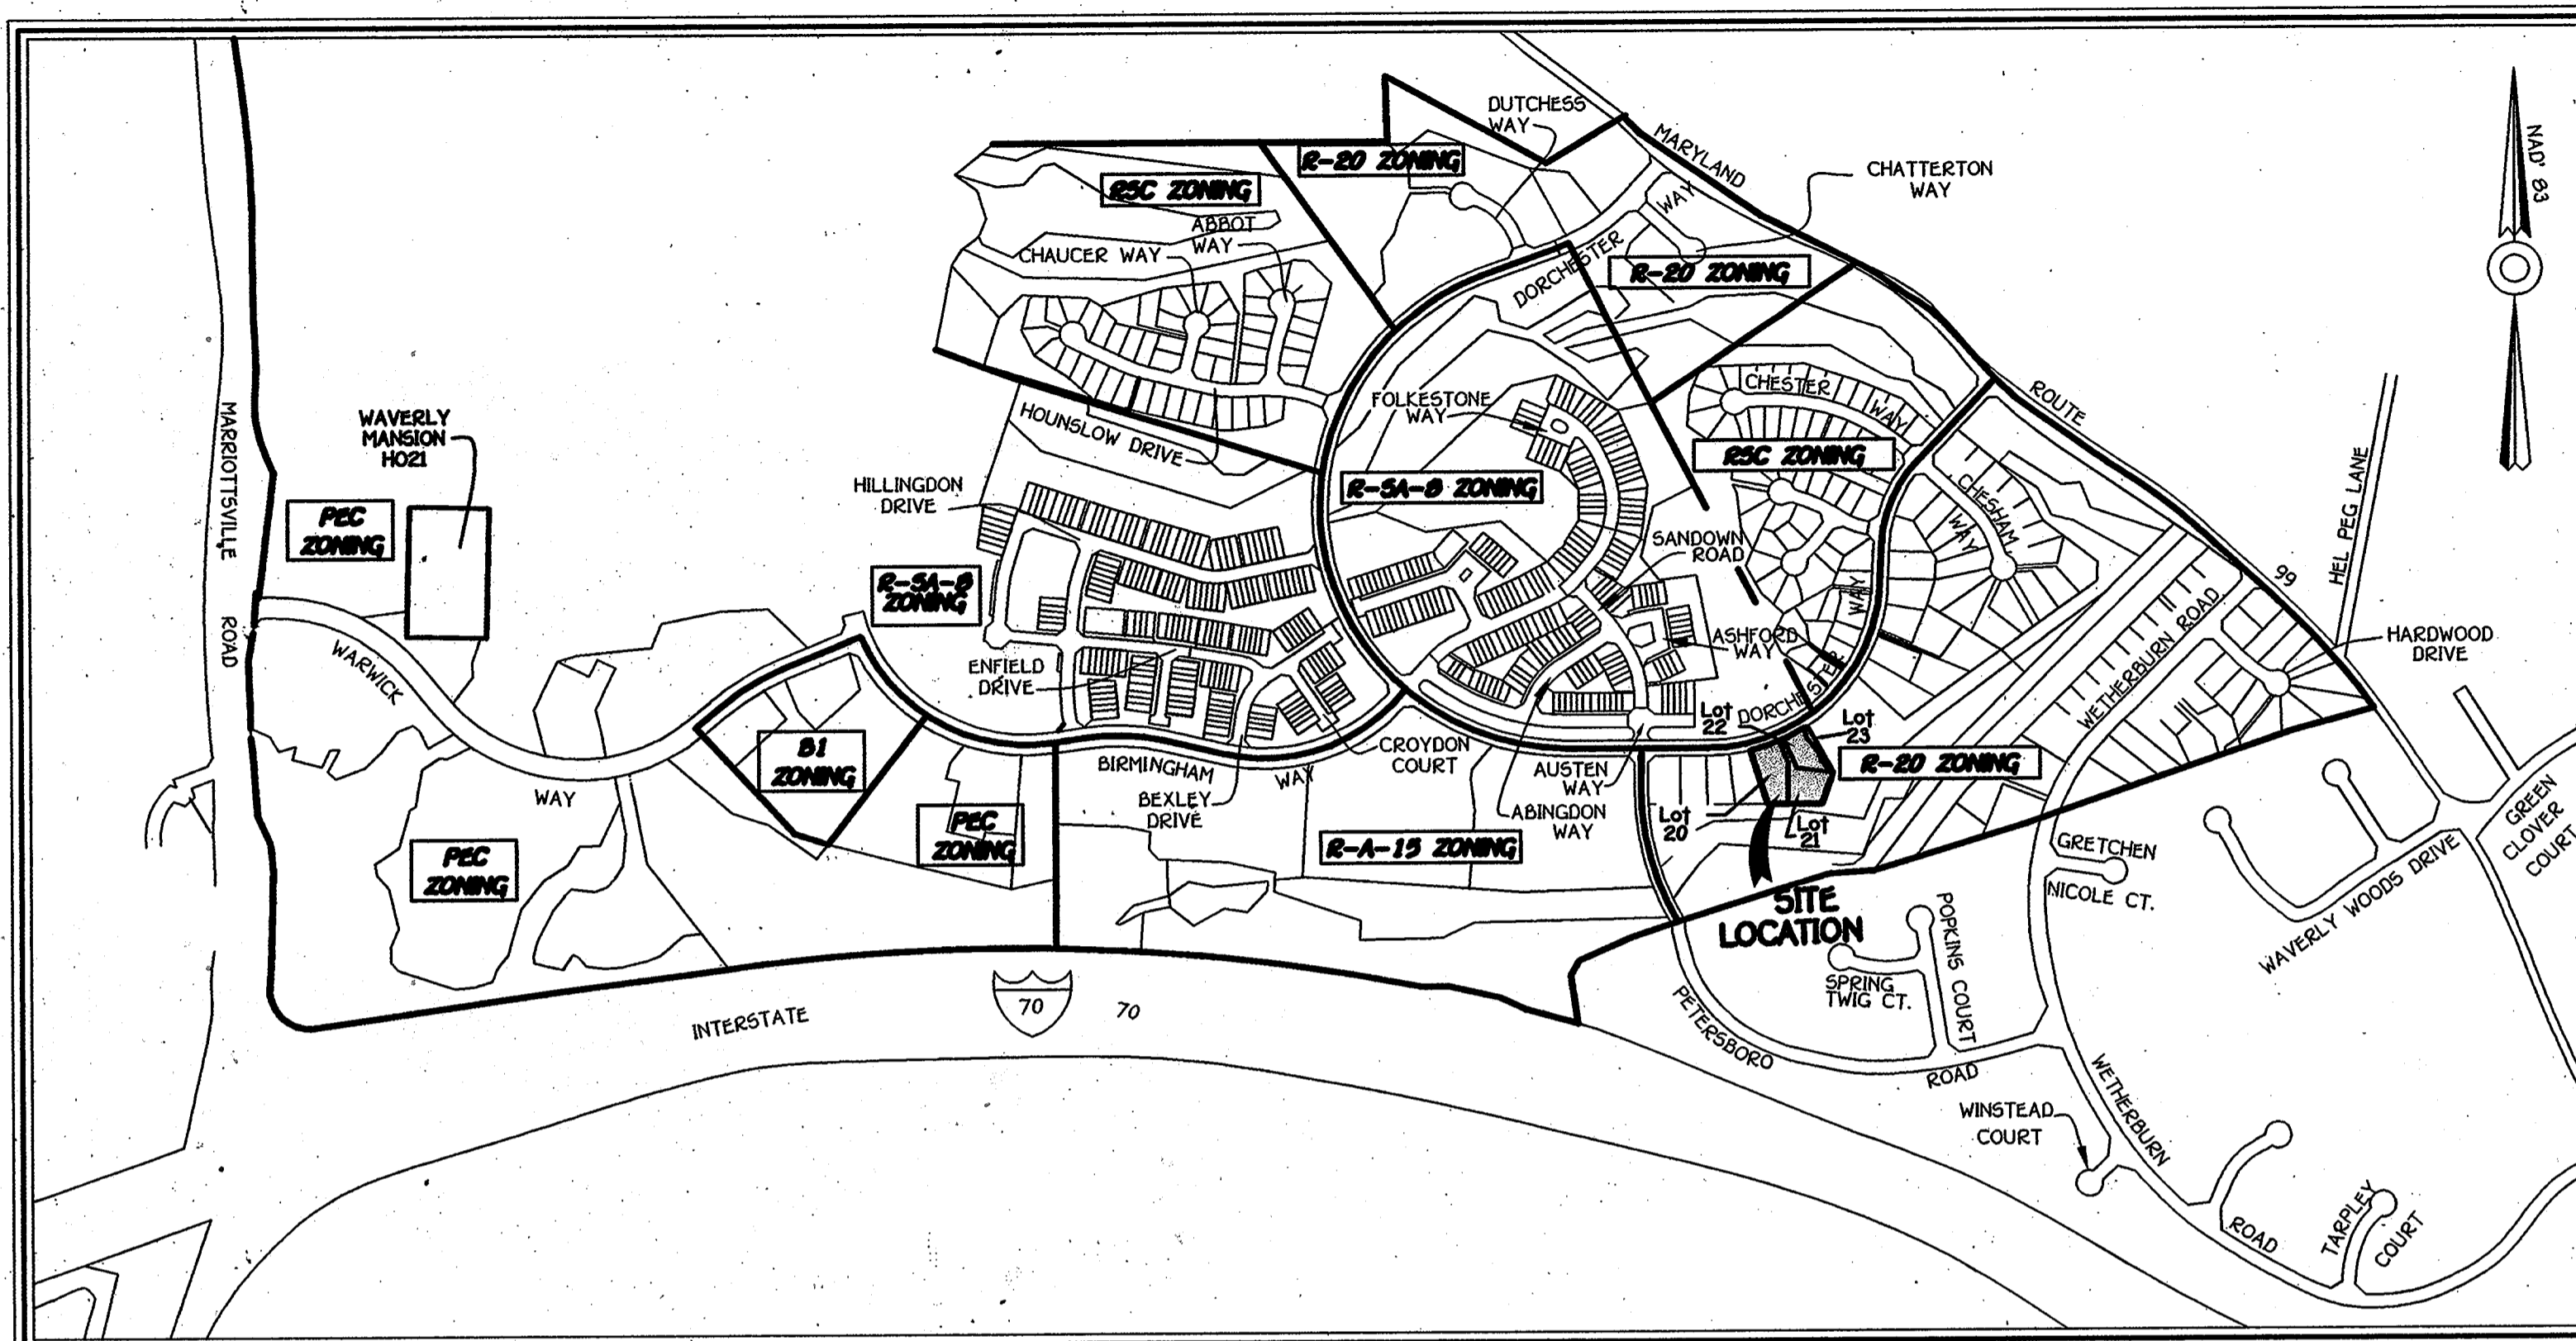 DUTCHESS
WAY
MARYLAND
CHATTERTON
WAY
NAD' 83
R-20 ZONING
RSC ZONING
ABBOT
WAY
CHAUCER WAY
WAY
DORCHESTER
R-20 ZONING
MARRIOTTSVILLE
ROAD
WAVERLY
MANSION
HO21
HOUNSLOW DRIVE
FOLKESTONE
WAY
CHESTER
WAY
ROUTE
99
HEL PEG LANE
RSC ZONING
R-SA-8 ZONING
CHESHAM
WAY
HILLINGDON
DRIVE
PEC
ZONING
SANDOWN
ROAD
R-SA-8
ZONING
WAY
DORCHESTER
ASHFORD
WAY
WETHERBURN ROAD
HARDWOOD
DRIVE
WARWICK
WAY
ENFIELD
DRIVE
B1
ZONING
BIRMINGHAM
WAY
CROYDON
COURT
BEXLEY
DRIVE
AUSTEN
WAY
ABINGDON
WAY
Lot
22
Lot
23
R-20 ZONING
Lot
20
Lot
21
PEC
ZONING
PEC
ZONING
R-A-15 ZONING
SITE
LOCATION
GRETCHEN
NICOLE CT.
GREEN
CLOVER
COURT
WAVERLY WOODS DRIVE
POPKINS COURT
SPRING
TWIG CT.
INTERSTATE
70
70
PETERSBORO
ROAD
WETHERBURN
ROAD
WINSTEAD
COURT
TARPLEY
COURT